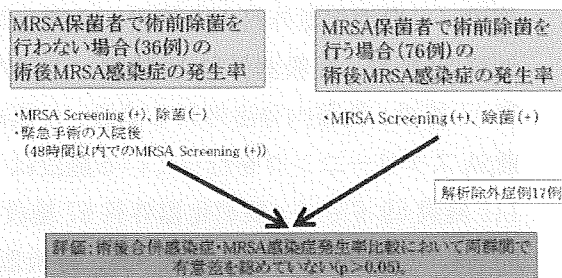 MRSA保菌者で術前除菌を
行わない場合(36例)の
術後MRSA感染症の発生率
MRSA保菌者で術前除菌を
行う場合(76例)の
術後MRSA感染症の発生率
・MRSA Screening (+)、除菌(-)
・緊急手術の入院後
(48時間以内でのMRSA Screening (+))
・MRSA Screening (+)、除菌(+)
解析除外症例17例
評価:術後合併感染症・MRSA感染症発生率比較において両群間で
有意差を認めていない(p>0.05)。